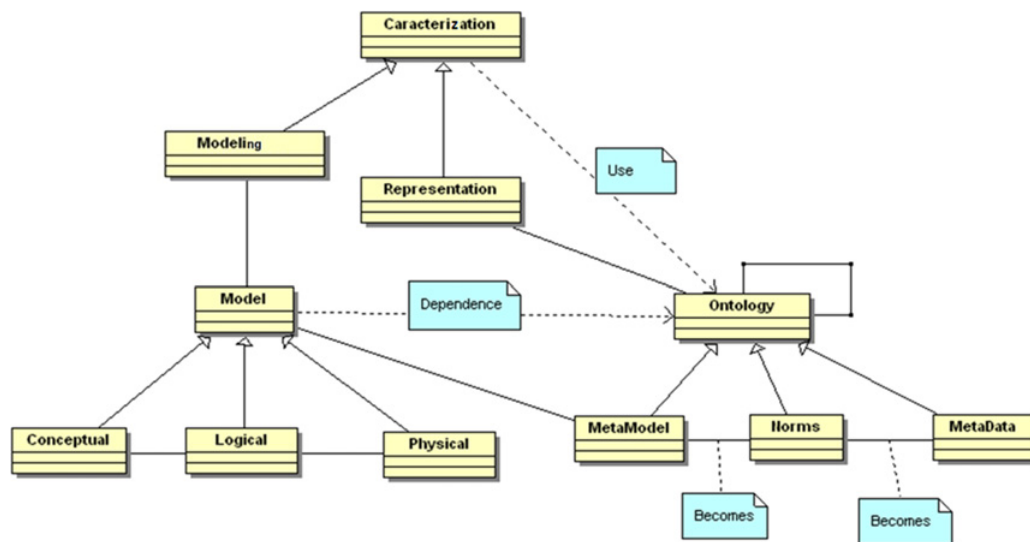 Caracterization
Modeling
Use
Representation
Model
Dependence
Ontology
Conceptual
Logical
Physical
MetaModel
Norms
MetaData
Becomes
Becomes